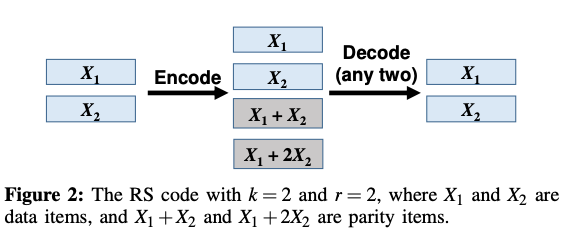 X₁
X₂
Encode
X₁
X₂
X₁ + X₂
X₁ + 2X₂
Decode
(any two)
X₁
X₂
Figure 2: The RS code with k = 2 and r = 2, where X₁ and X₂ are
data items, and X₁+X₂ and X₁+2X₂ are parity items.